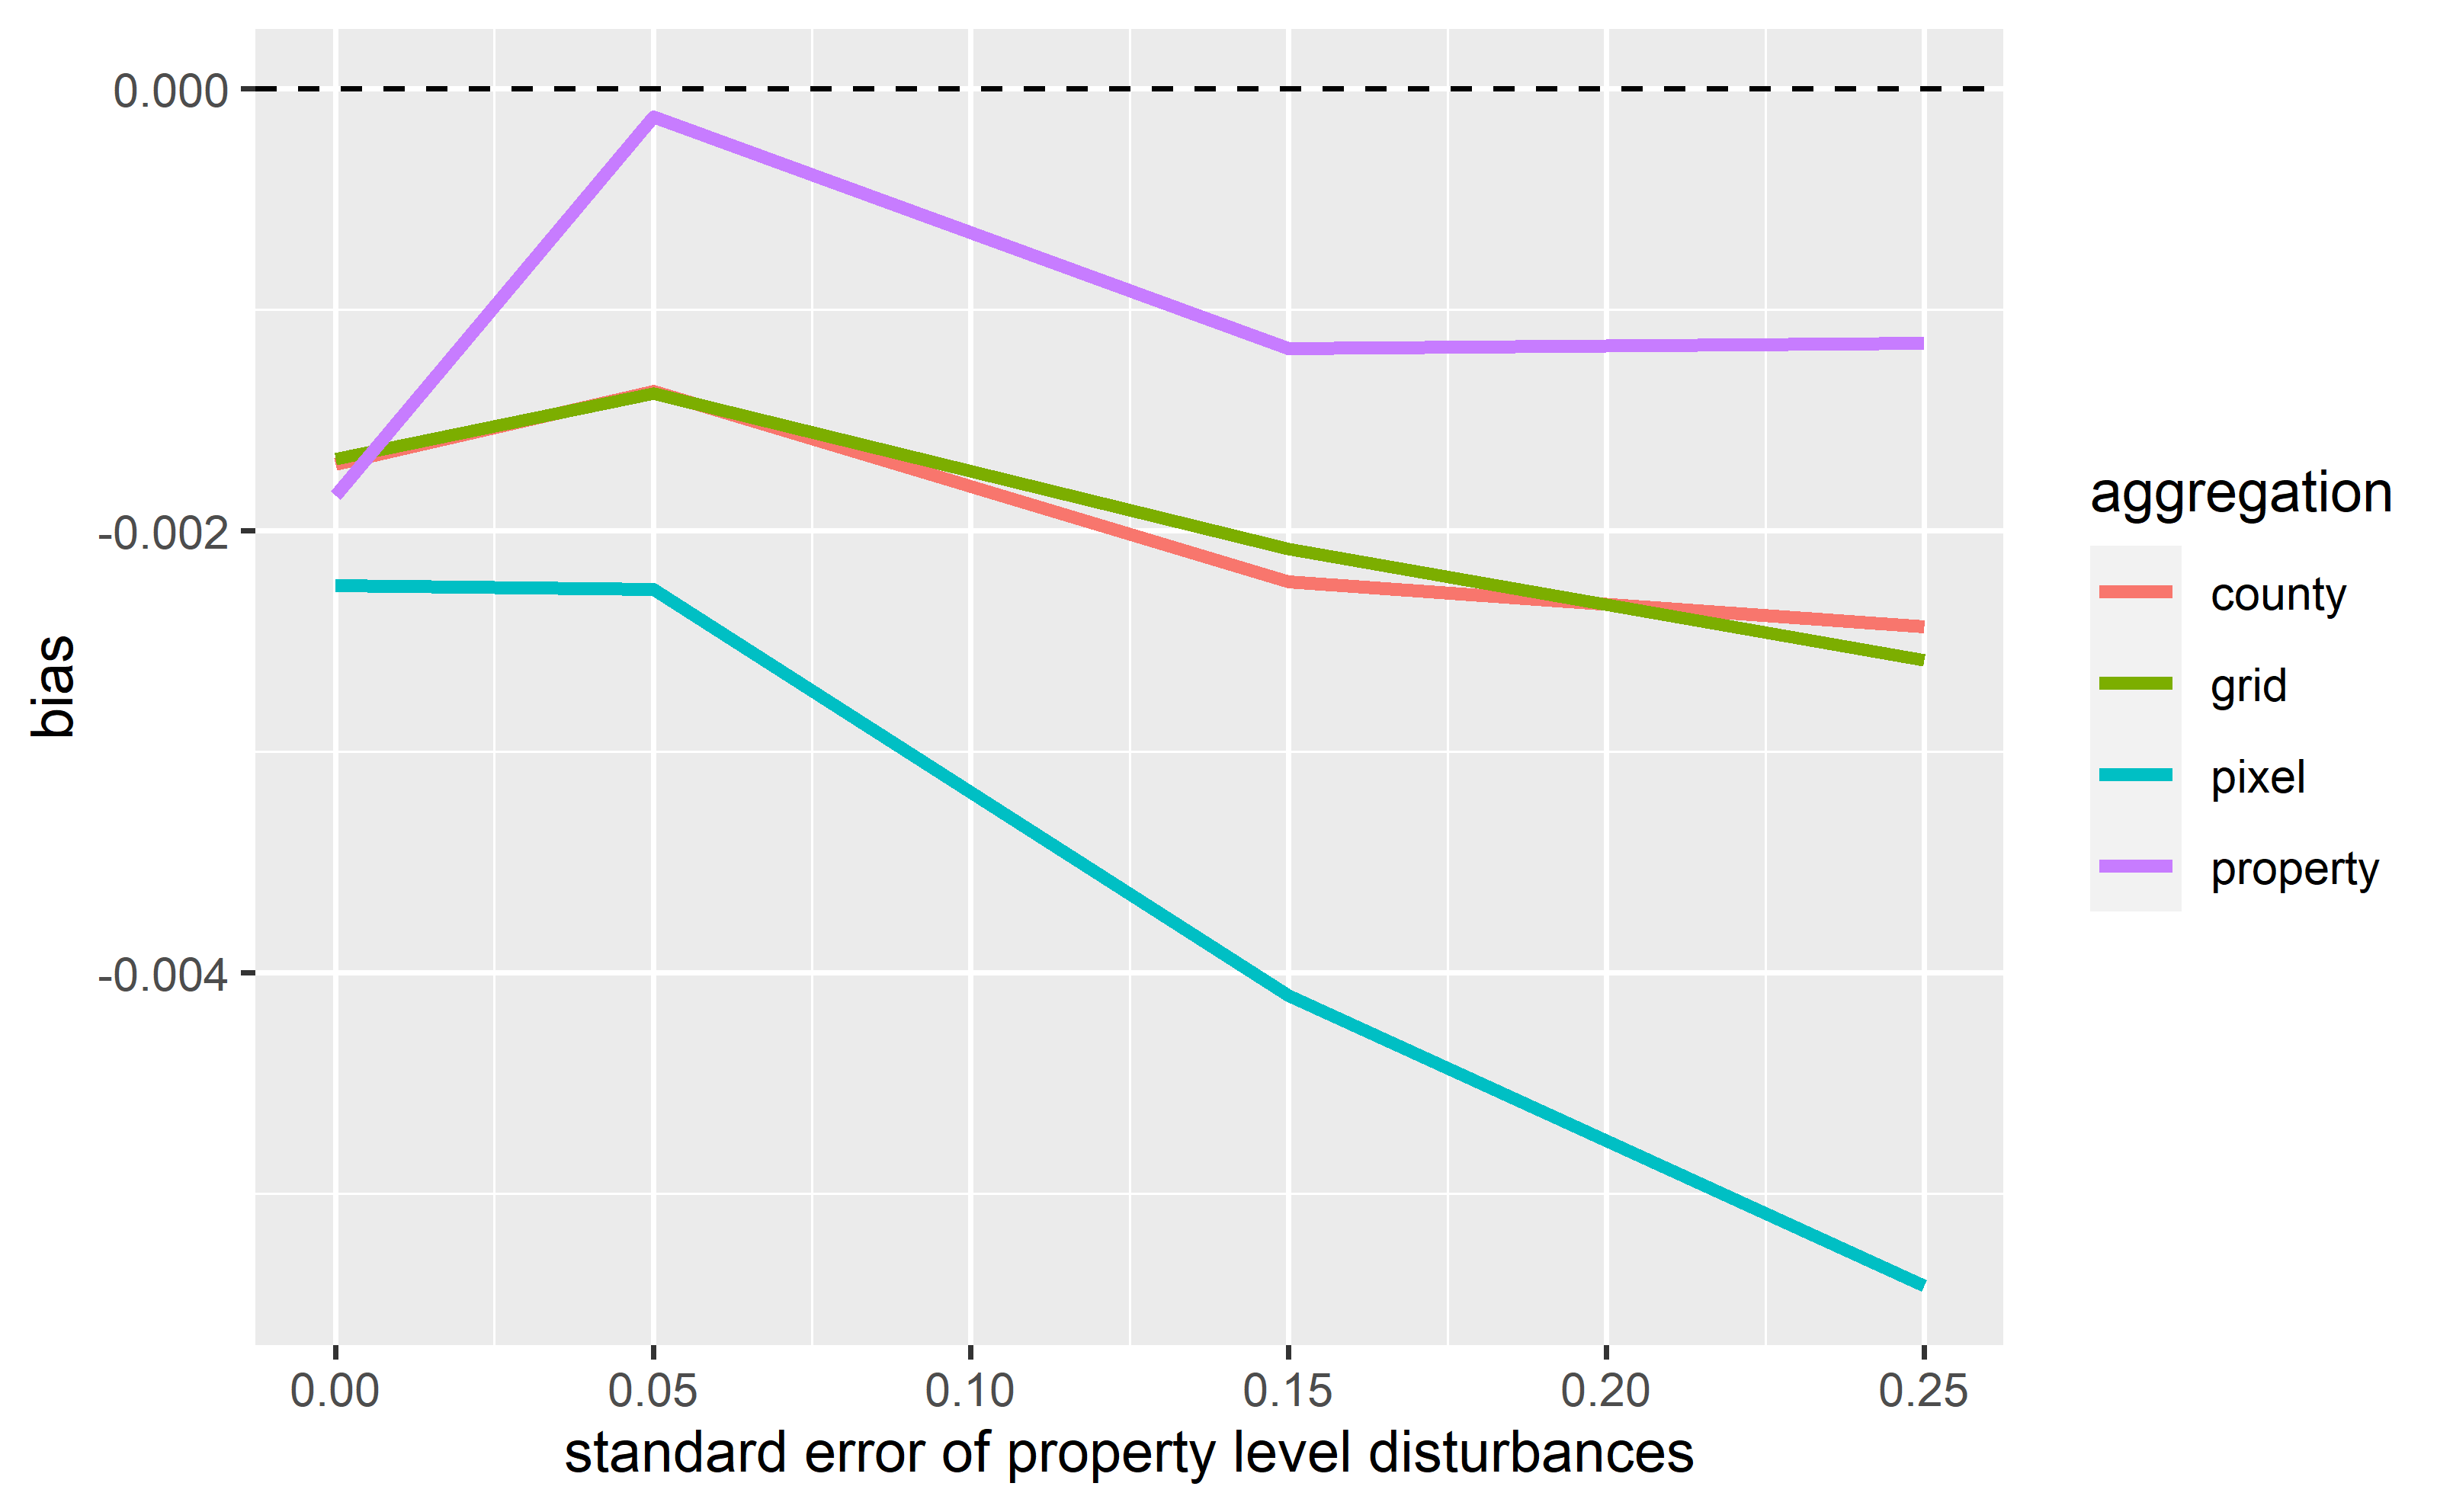 0.000
-0.002
-0.004
bias
0.00 0.05 0.10 0.15 0.20 0.25
standard error of property level disturbances
aggregation
county
grid
pixel
property